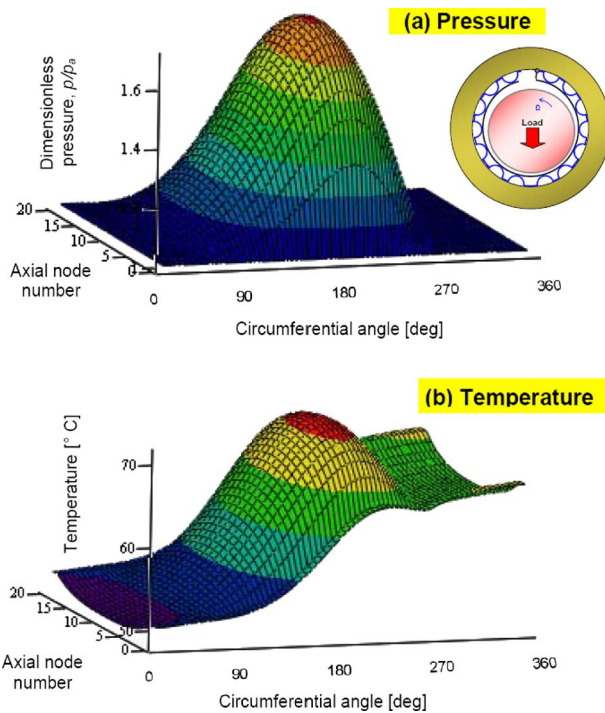 (a) Pressure
Dimensionless
pressure, p/pₐ
1.6
1.4
20
15
10
5
Axial node
number
0
90
180
270
360
Circumferential angle [deg]
Load
Ω
(b) Temperature
Temperature [° C]
70
60
50
20
15
10
5
0
Axial node
number
0
90
180
270
360
Circumferential angle [deg]